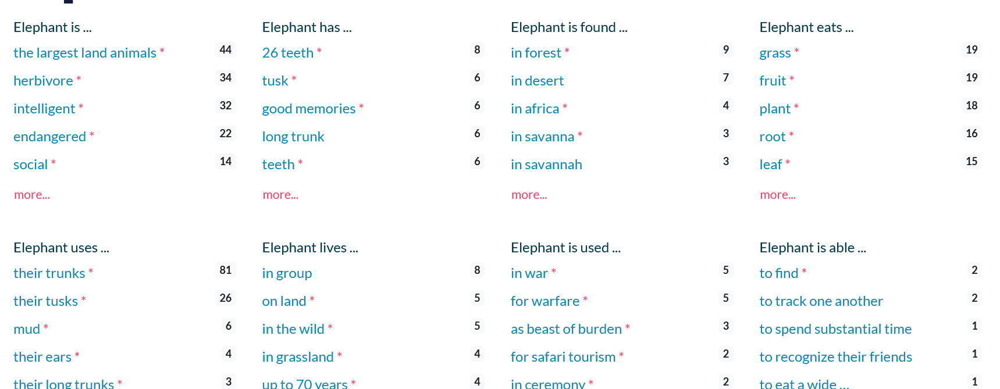 Elephant is ...
the largest land animals * 44
herbivore * 34
intelligent * 32
endangered * 22
social * 14
more...
Elephant has ...
26 teeth * 8
tusk * 6
good memories * 6
long trunk 6
teeth * 6
more...
Elephant is found ...
in forest * 9
in desert 7
in africa * 4
in savanna * 3
in savannah 3
more...
Elephant eats ...
grass * 19
fruit * 19
plant * 18
root * 16
leaf * 15
more...
Elephant uses ...
their trunks * 81
their tusks * 26
mud * 6
their ears * 4
their long trunks * 3
Elephant lives ...
in group 8
on land * 5
in the wild * 5
in grassland * 4
up to 70 years * 4
Elephant is used ...
in war * 5
for warfare * 5
as beast of burden * 3
for safari tourism * 2
in ceremony * 2
Elephant is able ...
to find * 2
to track one another 2
to spend substantial time 1
to recognize their friends 1
to eat a wide ... 1